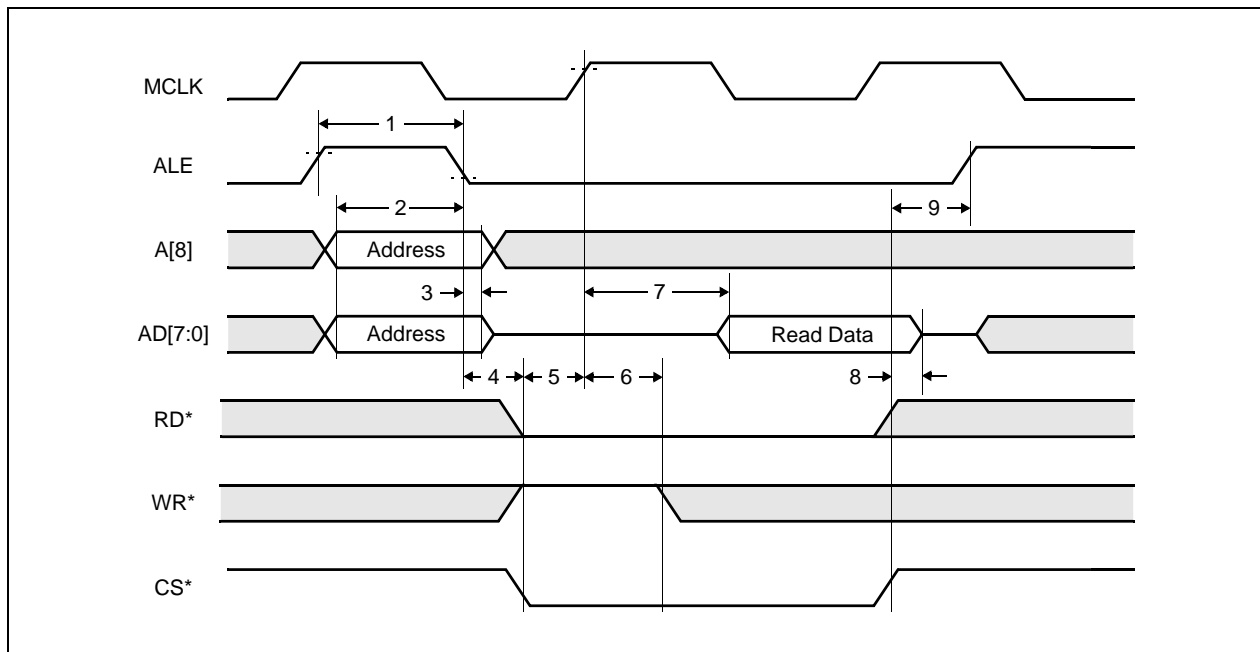 MCLK
1
ALE
2
9
A[8]
Address
3
7
AD[7:0]
Address
Read Data
4
5
6
8
RD*
WR*
CS*